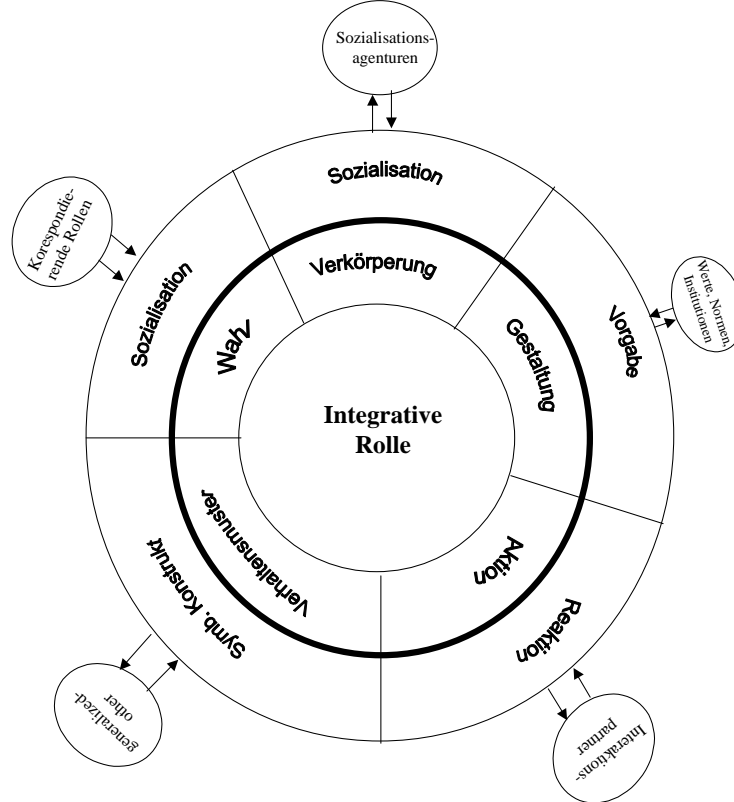 Sozialisations-
agenturen
Sozialisation
Korespondie-
rende Rollen
Sozialisation
Verkörperung
Wahl
Gestaltung
Vorgabe
Werte, Normen,
Institutionen
Integrative
Rolle
Verhaltensmuster
Symb. Konstrukt
Aktion
Reaktion
generalized-
other
Interaktions-
partner